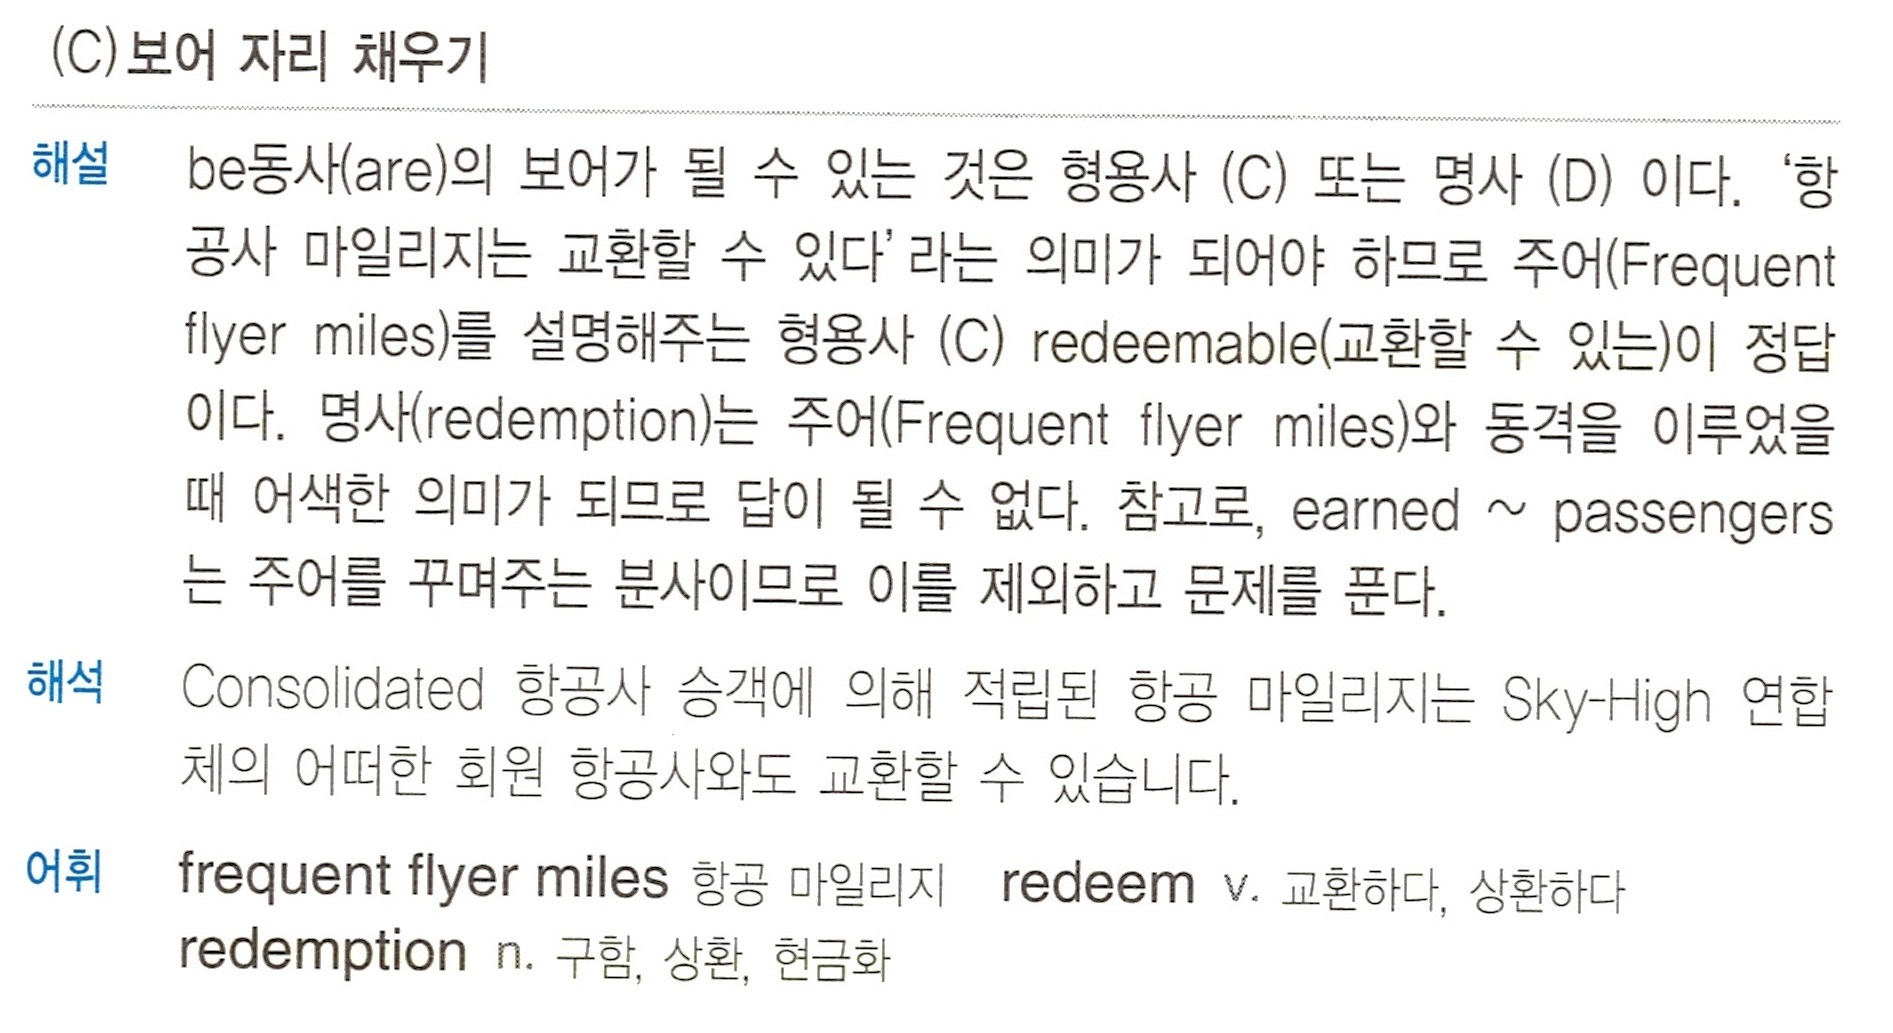 (C) 보어 자리 채우기
해설 be동사(are)의 보어가 될 수 있는 것은 형용사 (C) 또는 명사 (D) 이다. ‘항
공사 마일리지는 교환할 수 있다’라는 의미가 되어야 하므로 주어(Frequent
flyer miles)를 설명해주는 형용사 (C) redeemable(교환할 수 있는)이 정답
이다. 명사(redemption)는 주어(Frequent flyer miles)와 동격을 이루었을
때 어색한 의미가 되므로 답이 될 수 없다. 참고로, earned ~ passengers
는 주어를 꾸며주는 분사이므로 이를 제외하고 문제를 푼다.
해석 Consolidated 항공사 승객에 의해 적립된 항공 마일리지는 Sky-High 연합
체의 어떠한 회원 항공사와도 교환할 수 있습니다.
어휘 frequent flyer miles 항공 마일리지 redeem v. 교환하다, 상환하다
redemption n. 구함, 상환, 현금화